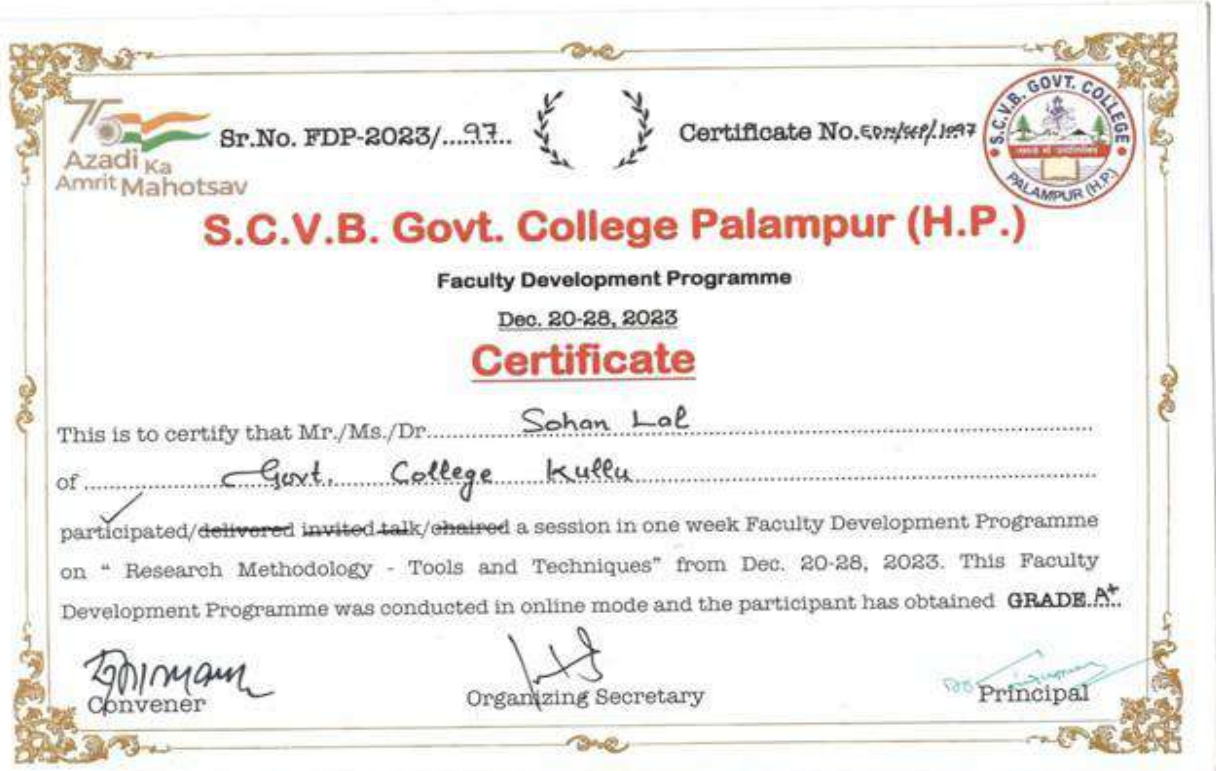 75
Azadi Ka
Amrit Mahotsav
Sr.No. FDP-2023/....97...
Certificate No.
S.C.V.B. GOVT. COLLEGE
PALAMPUR (H.P.)
S.C.V.B. Govt. College Palampur (H.P.)
Faculty Development Programme
Dec. 20-28, 2023
Certificate
This is to certify that Mr./Ms./Dr. Sohan Lal
of Govt. College Kullu
participated/delivered invited talk/chaired a session in one week Faculty Development Programme
on “ Research Methodology - Tools and Techniques” from Dec. 20-28, 2023. This Faculty
Development Programme was conducted in online mode and the participant has obtained GRADE A+
Convener
Organizing Secretary
Principal